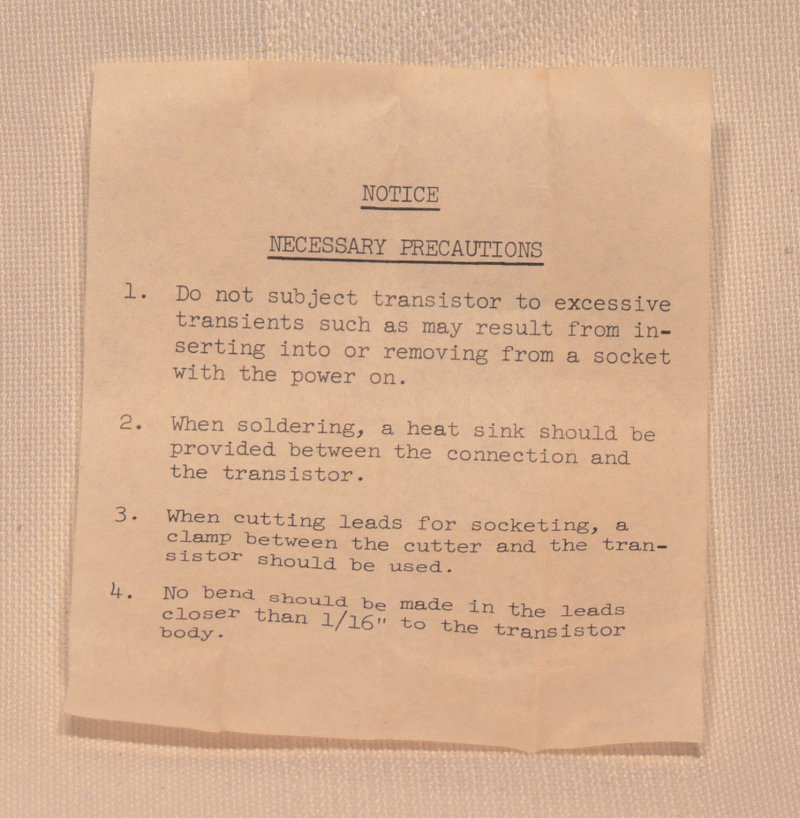 NOTICE
NECESSARY PRECAUTIONS
1. Do not subject transistor to excessive
transients such as may result from in-
serting into or removing from a socket
with the power on.
2. When soldering, a heat sink should be
provided between the connection and
the transistor.
3. When cutting leads for socketing, a
clamp between the cutter and the tran-
sistor should be used.
4. No bend should be made in the leads
closer than 1/16" to the transistor
body.